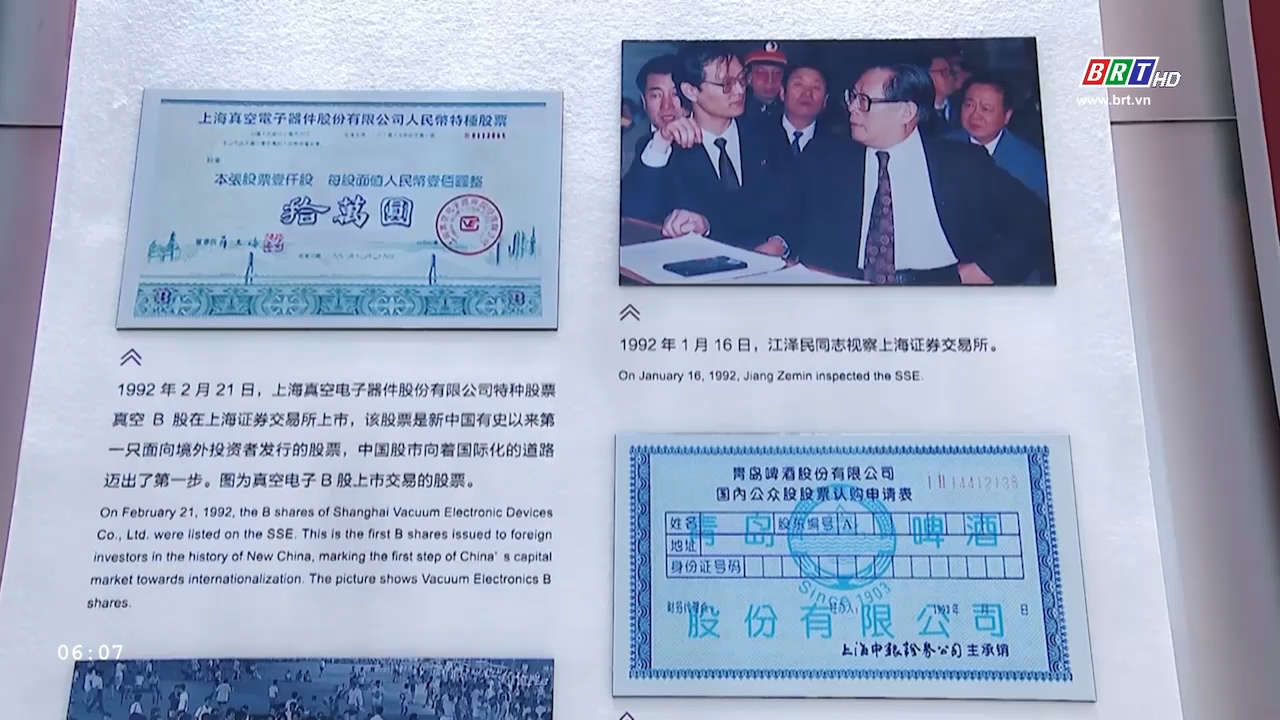 BRT HD
www.brt.vn
上海真空電子器件股份有限公司人民幣特種股票
本張股票壹仟股 每股面值人民幣壹佰圓整
拾萬圓
1992 年 2 月 21 日，上海真空电子器件股份有限公司特种股票
真空 B 股在上海证券交易所上市，该股票是新中国有史以来第
一只面向境外投资者发行的股票，中国股市向着国际化的道路
迈出了第一步。图为真空电子 B 股上市交易的股票。
On February 21, 1992, the B shares of Shanghai Vacuum Electronic Devices
Co., Ltd. were listed on the SSE. This is the first B shares issued to foreign
investors in the history of New China, marking the first step of China's capital
market towards internationalization. The picture shows Vacuum Electronics B
shares.
1992 年 1 月 16 日，江泽民同志视察上海证券交易所。
On January 16, 1992, Jiang Zemin inspected the SSE.
青岛啤酒股份有限公司
国内公众股股票认购申请表
姓名 股东编号 A
地址
身份证号码
青岛啤酒
Since 1903
股份有限公司
1993年 月 日
上海中银证券公司主承销
06:07